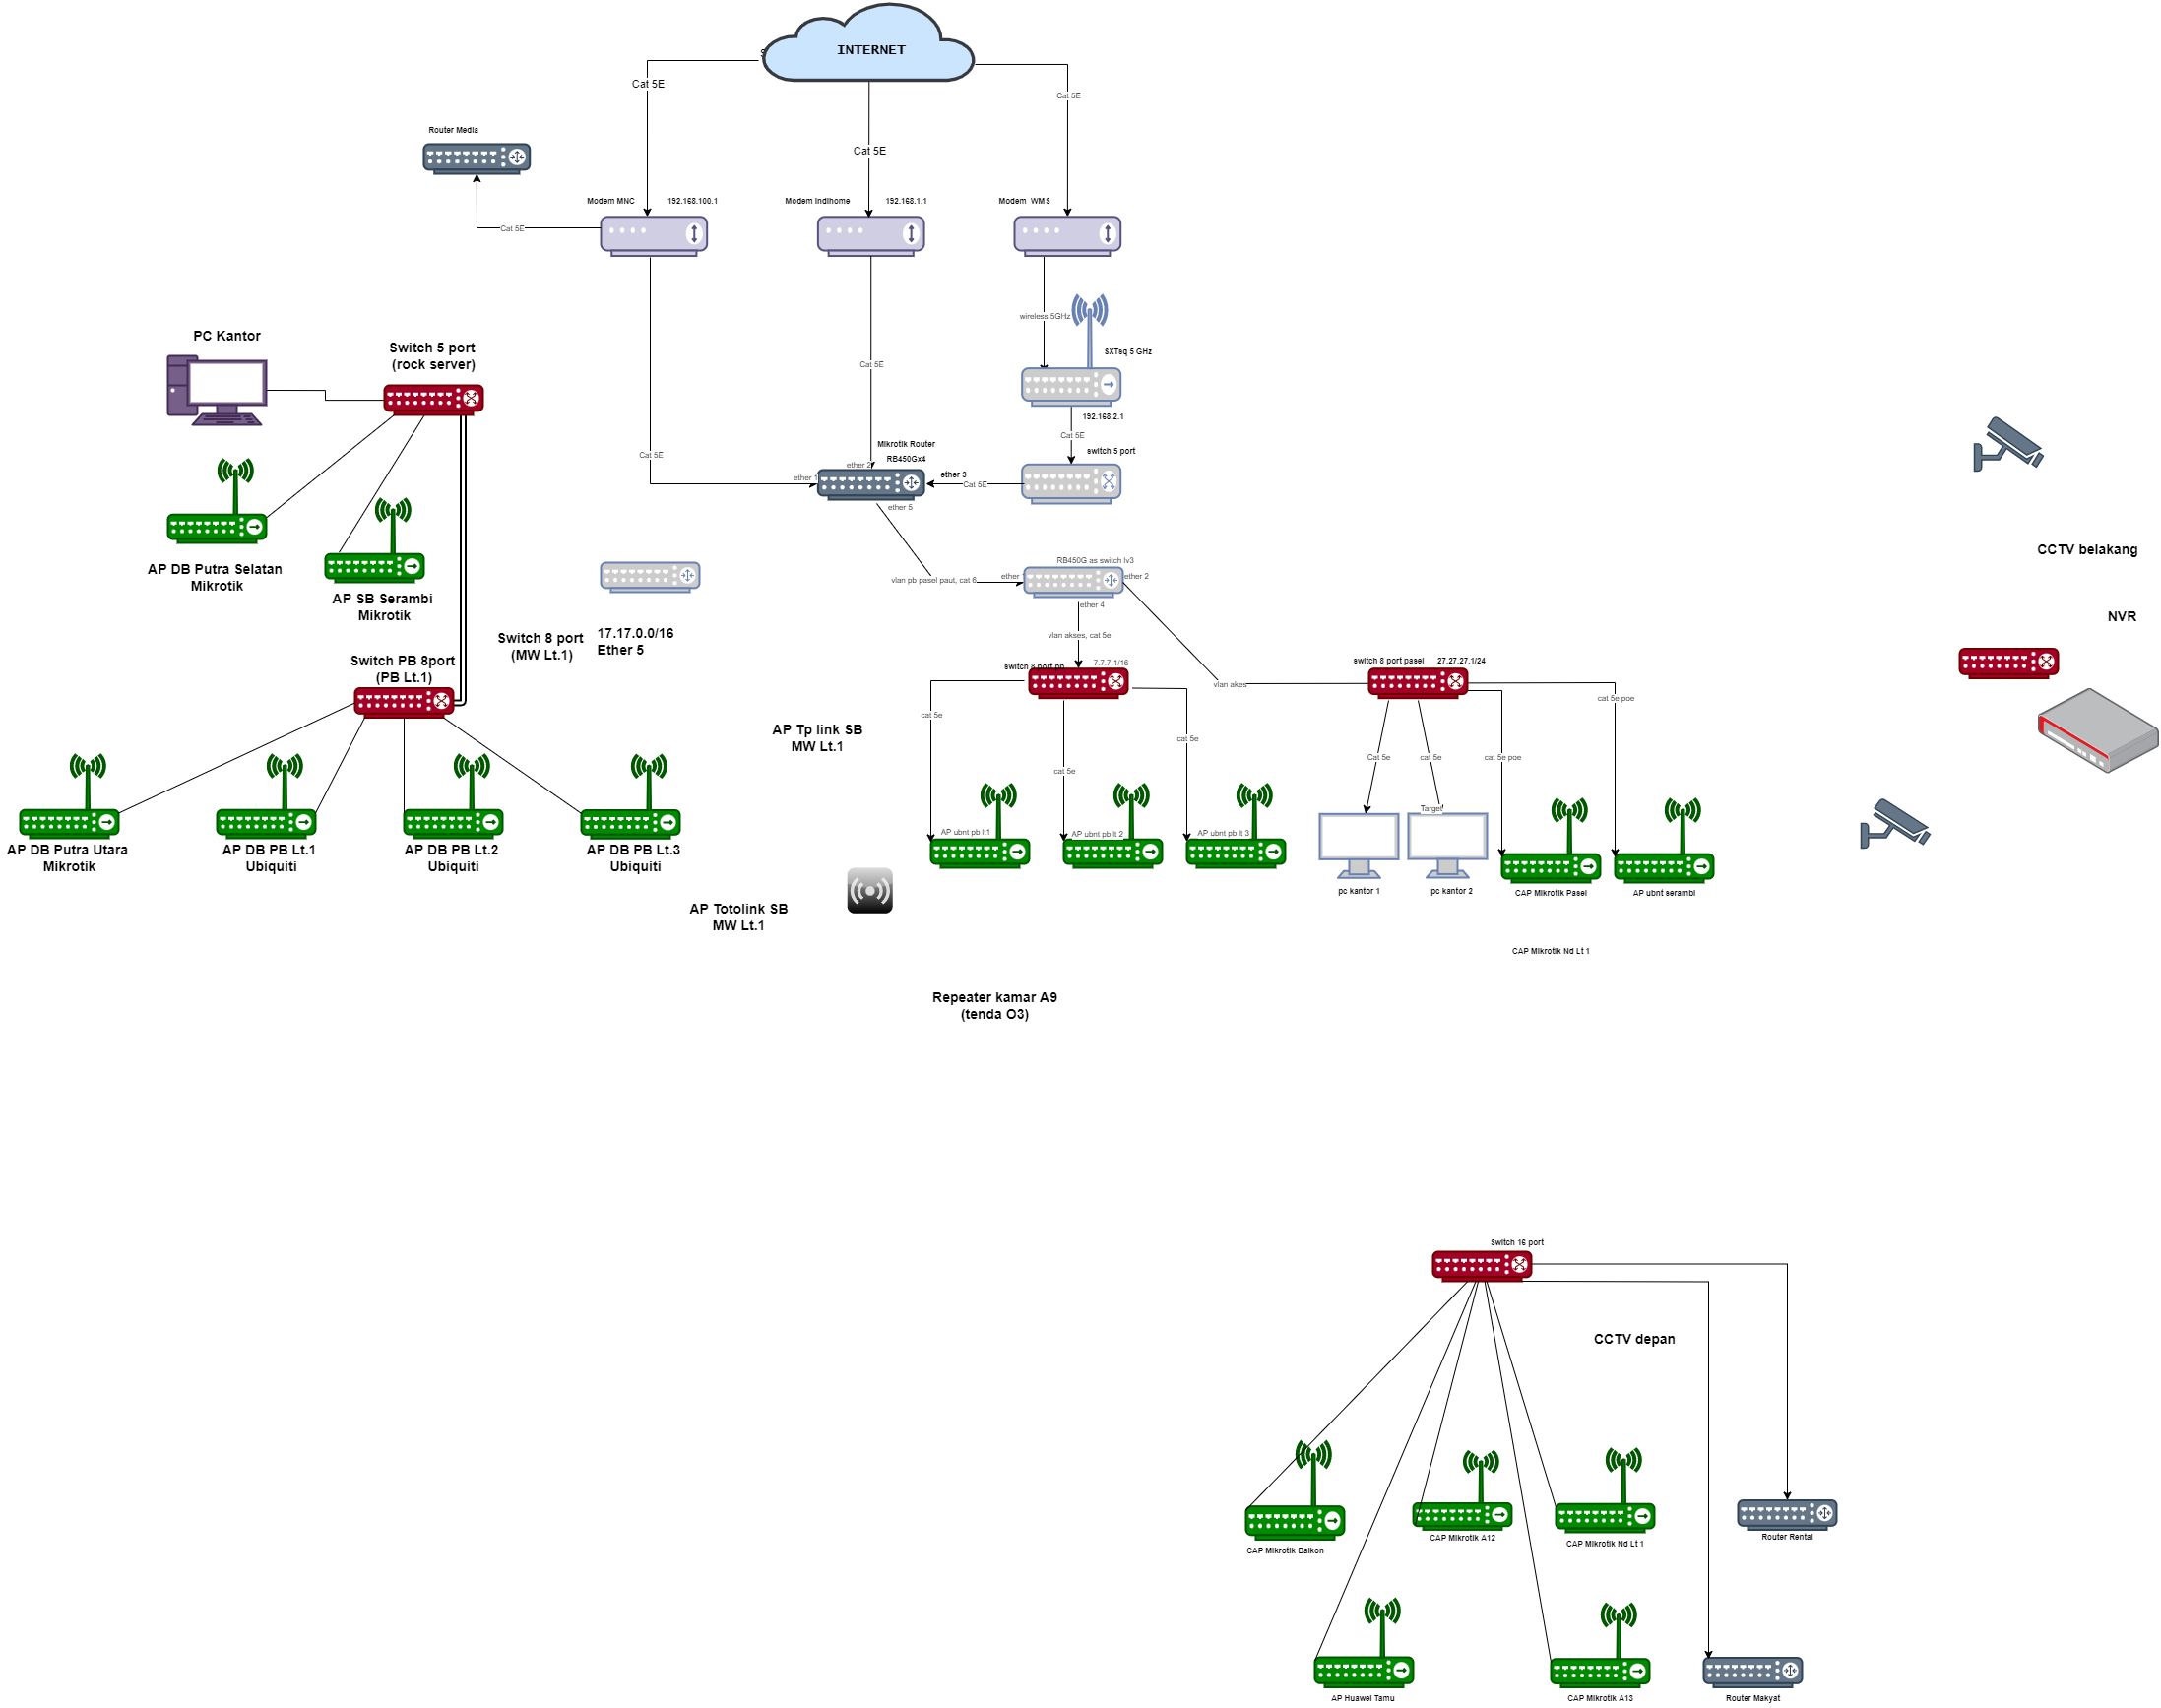 INTERNET
Cat 5E
Cat 5E
Cat 5E
Router Media
Modem MNC
192.168.100.1
Modem Indihome
192.168.1.1
Modem WMS
Cat 5E
wireless 5GHz
SXTsq 5 GHz
PC Kantor
Switch 5 port
(rock server)
Cat 5E
192.168.2.1
Cat 5E
Mikrotik Router
RB450Gx4
switch 5 port
Cat 5E
ether 2
ether 1
ether 3
Cat 5E
ether 5
CCTV belakang
AP DB Putra Selatan
Mikrotik
AP SB Serambi
Mikrotik
RB450G as switch lv3
vlan pb pasel paut, cat 6
ether
ether 2
ether 4
NVR
Switch 8 port
(MW Lt.1)
17.17.0.0/16
Ether 5
vlan akses, cat 5e
Switch PB 8port
(PB Lt.1)
switch 8 port pb
7.7.7.1/16
switch 8 port pasel
27.27.27.1/24
vlan akes
cat 5e poe
cat 5e
AP Tp link SB
MW Lt.1
cat 5e
cat 5e
Cat 5e
cat 5e
cat 5e poe
Target
AP ubnt pb lt1
AP ubnt pb lt 2
AP ubnt pb lt 3
AP DB Putra Utara
Mikrotik
AP DB PB Lt.1
Ubiquiti
AP DB PB Lt.2
Ubiquiti
AP DB PB Lt.3
Ubiquiti
pc kantor 1
pc kantor 2
CAP Mikrotik Pasel
AP ubnt serambi
AP Totolink SB
MW Lt.1
CAP Mikrotik Nd Lt 1
Repeater kamar A9
(tenda O3)
Switch 16 port
CCTV depan
CAP Mikrotik Balkon
CAP Mikrotik A12
CAP Mikrotik Nd Lt 1
Router Rental
AP Huawei Tamu
CAP Mikrotik A13
Router Makyat